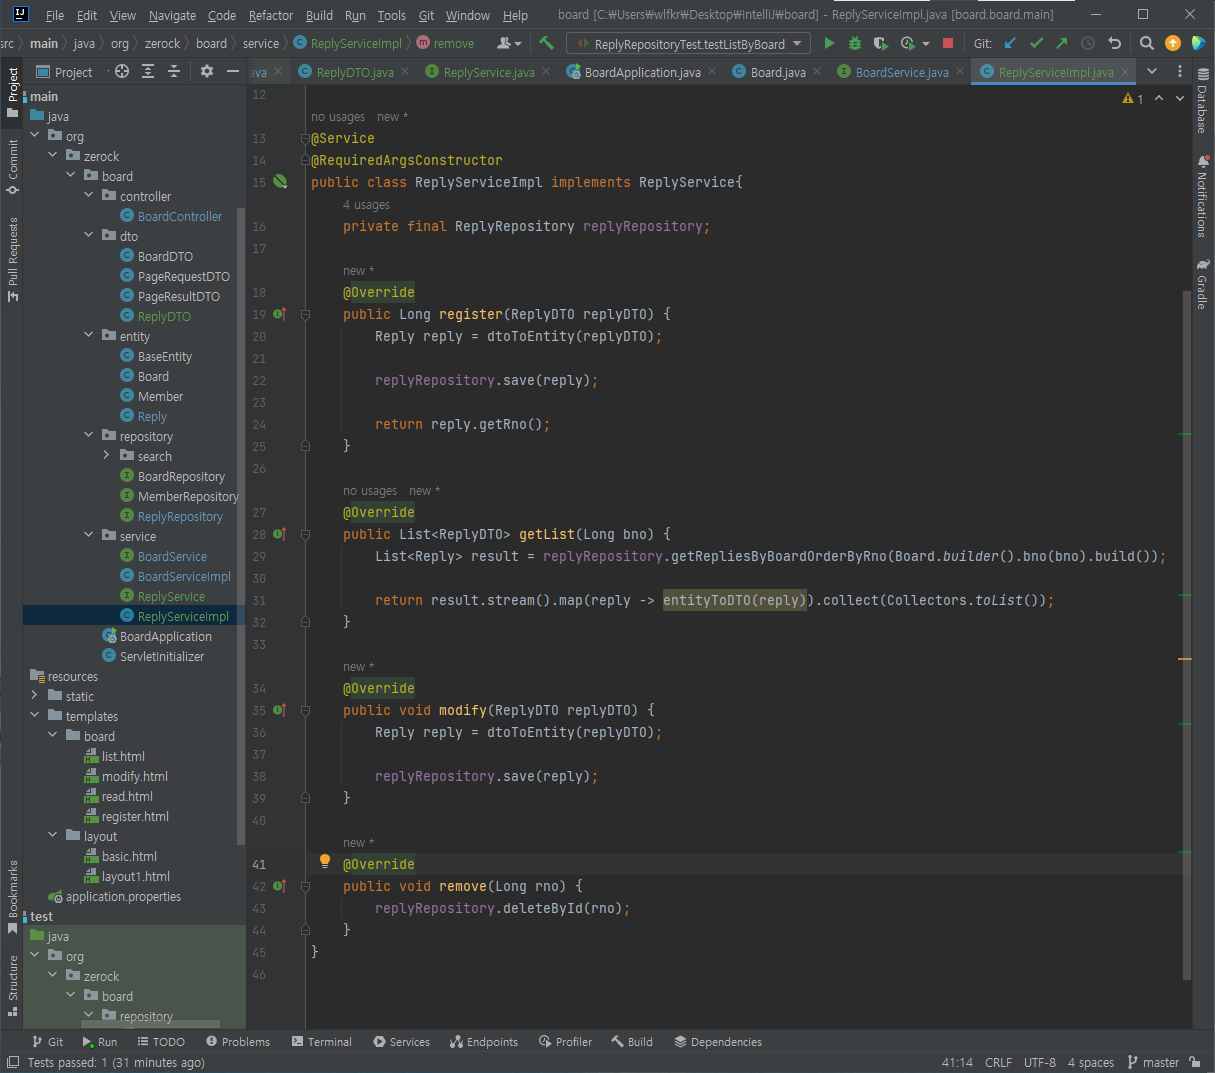 File Edit View Navigate Code Refactor Build Run Tools Git Window Help board [C:₩Users₩wlfkr₩Desktop₩IntelliJ₩board] - ReplyServiceImpl.java [board.board.main]
src main java org zerock board service ReplyServiceImpl remove ReplyRepositoryTest.testListByBoard Git:
Project ava ReplyDTO.java ReplyService.java BoardApplication.java Board.java BoardService.java ReplyServiceImpl.java
Project
Commit
Pull Requests
Bookmarks
Structure
main
java
org
zerock
board
controller
BoardController
dto
BoardDTO
PageRequestDTO
PageResultDTO
ReplyDTO
entity
BaseEntity
Board
Member
Reply
repository
search
BoardRepository
MemberRepository
ReplyRepository
service
BoardService
BoardServiceImpl
ReplyService
ReplyServiceImpl
BoardApplication
ServletInitializer
resources
static
templates
board
list.html
modify.html
read.html
register.html
layout
basic.html
layout1.html
application.properties
test
java
org
zerock
board
repository
12
no usages new *
13 @Service
14 @RequiredArgsConstructor
15 public class ReplyServiceImpl implements ReplyService{
4 usages
16 private final ReplyRepository replyRepository;
17
new *
18 @Override
19 public Long register(ReplyDTO replyDTO) {
20 Reply reply = dtoToEntity(replyDTO);
21
22 replyRepository.save(reply);
23
24 return reply.getRno();
25 }
26
no usages new *
27 @Override
28 public List<ReplyDTO> getList(Long bno) {
29 List<Reply> result = replyRepository.getRepliesByBoardOrderByRno(Board.builder().bno(bno).build());
30
31 return result.stream().map(reply -> entityToDTO(reply)).collect(Collectors.toList());
32 }
33
new *
34 @Override
35 public void modify(ReplyDTO replyDTO) {
36 Reply reply = dtoToEntity(replyDTO);
37
38 replyRepository.save(reply);
39 }
40
new *
41 @Override
42 public void remove(Long rno) {
43 replyRepository.deleteById(rno);
44 }
45 }
46
1
Database
Notifications
Gradle
Git Run TODO Problems Terminal Services Endpoints Profiler Build Dependencies
Tests passed: 1 (31 minutes ago) 41:14 CRLF UTF-8 4 spaces master